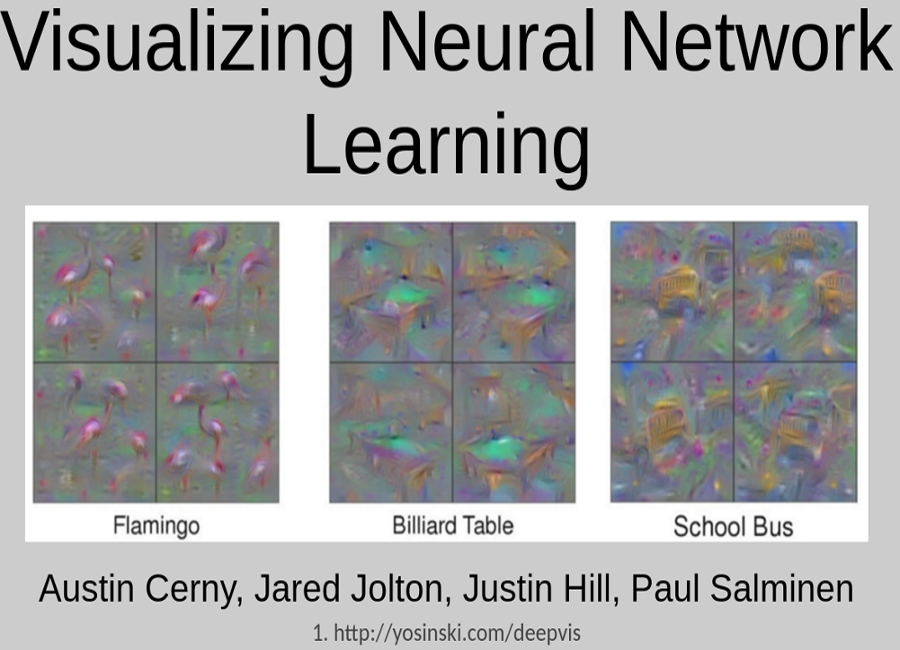 Visualizing Neural Network
Learning
Flamingo
Billiard Table
School Bus
Austin Cerny, Jared Jolton, Justin Hill, Paul Salminen
1. http://yosinski.com/deepvis